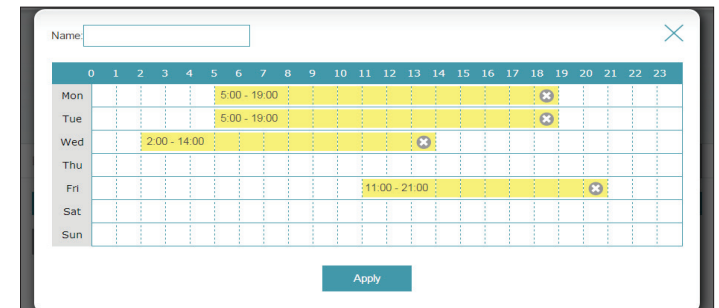 Name:
0 1 2 3 4 5 6 7 8 9 10 11 12 13 14 15 16 17 18 19 20 21 22 23
Mon 5:00 - 19:00
Tue 5:00 - 19:00
Wed 2:00 - 14:00
Thu
Fri 11:00 - 21:00
Sat
Sun
Apply